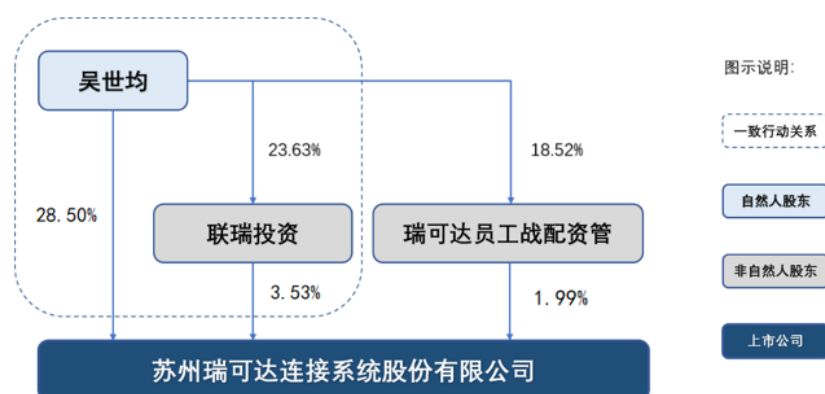 图示说明:
吴世均
一致行动关系
23.63%
18.52%
自然人股东
28.50%
联瑞投资
瑞可达员工战配资管
非自然人股东
3.53%
1.99%
上市公司
苏州瑞可达连接系统股份有限公司